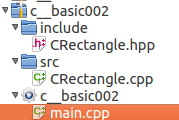 c__basic002
include
CRectangle.hpp
src
CRectangle.cpp
c__basic002
main.cpp